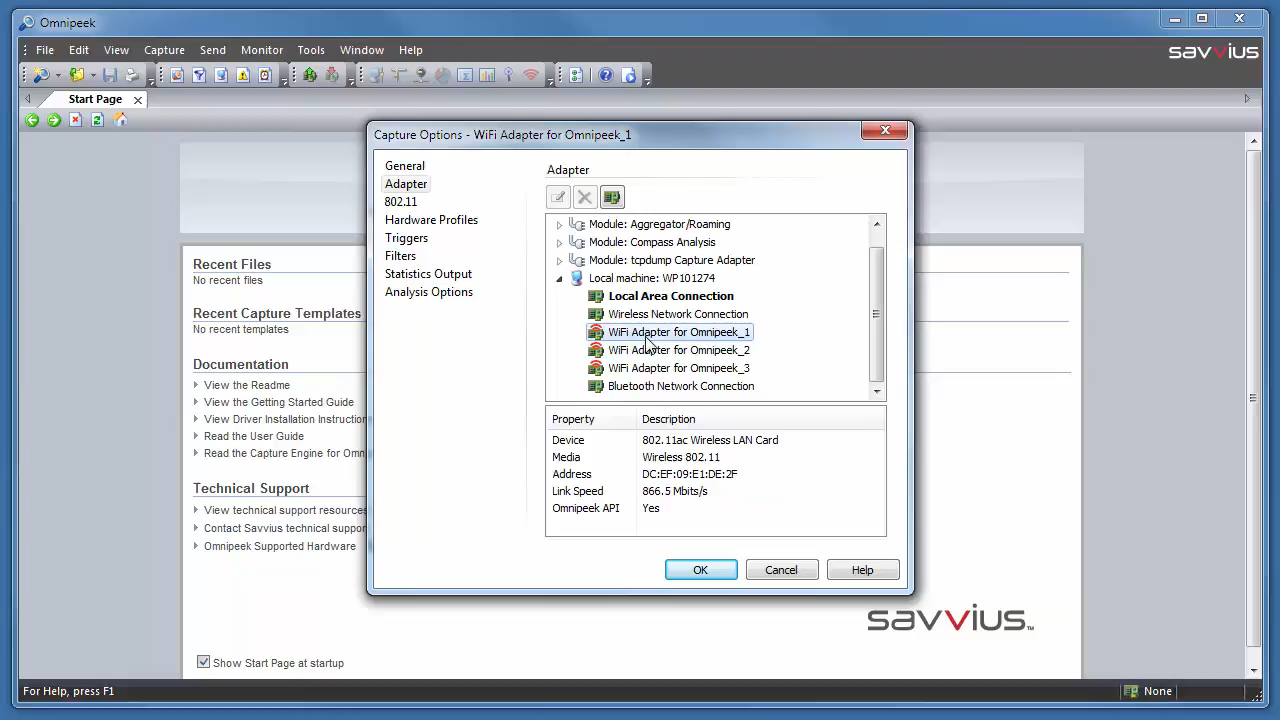 Omnipeek
File Edit View Capture Send Monitor Tools Window Help
savvius
Start Page
Capture Options - WiFi Adapter for Omnipeek_1
General
Adapter
802.11
Hardware Profiles
Triggers
Filters
Statistics Output
Analysis Options
Adapter
Module: Aggregator/Roaming
Module: Compass Analysis
Module: tcpdump Capture Adapter
Local machine: WP101274
Local Area Connection
Wireless Network Connection
WiFi Adapter for Omnipeek_1
WiFi Adapter for Omnipeek_2
WiFi Adapter for Omnipeek_3
Bluetooth Network Connection
Property Description
Device 802.11ac Wireless LAN Card
Media Wireless 802.11
Address DC:EF:09:E1:DE:2F
Link Speed 866.5 Mbits/s
Omnipeek API Yes
OK Cancel Help
Recent Files
No recent files
Recent Capture Templates
No recent templates
Documentation
View the Readme
View the Getting Started Guide
View Driver Installation Instruction
Read the User Guide
Read the Capture Engine for Omn
Technical Support
View technical support resources
Contact Savvius technical suppor
Omnipeek Supported Hardware
savvius™
Show Start Page at startup
For Help, press F1
None